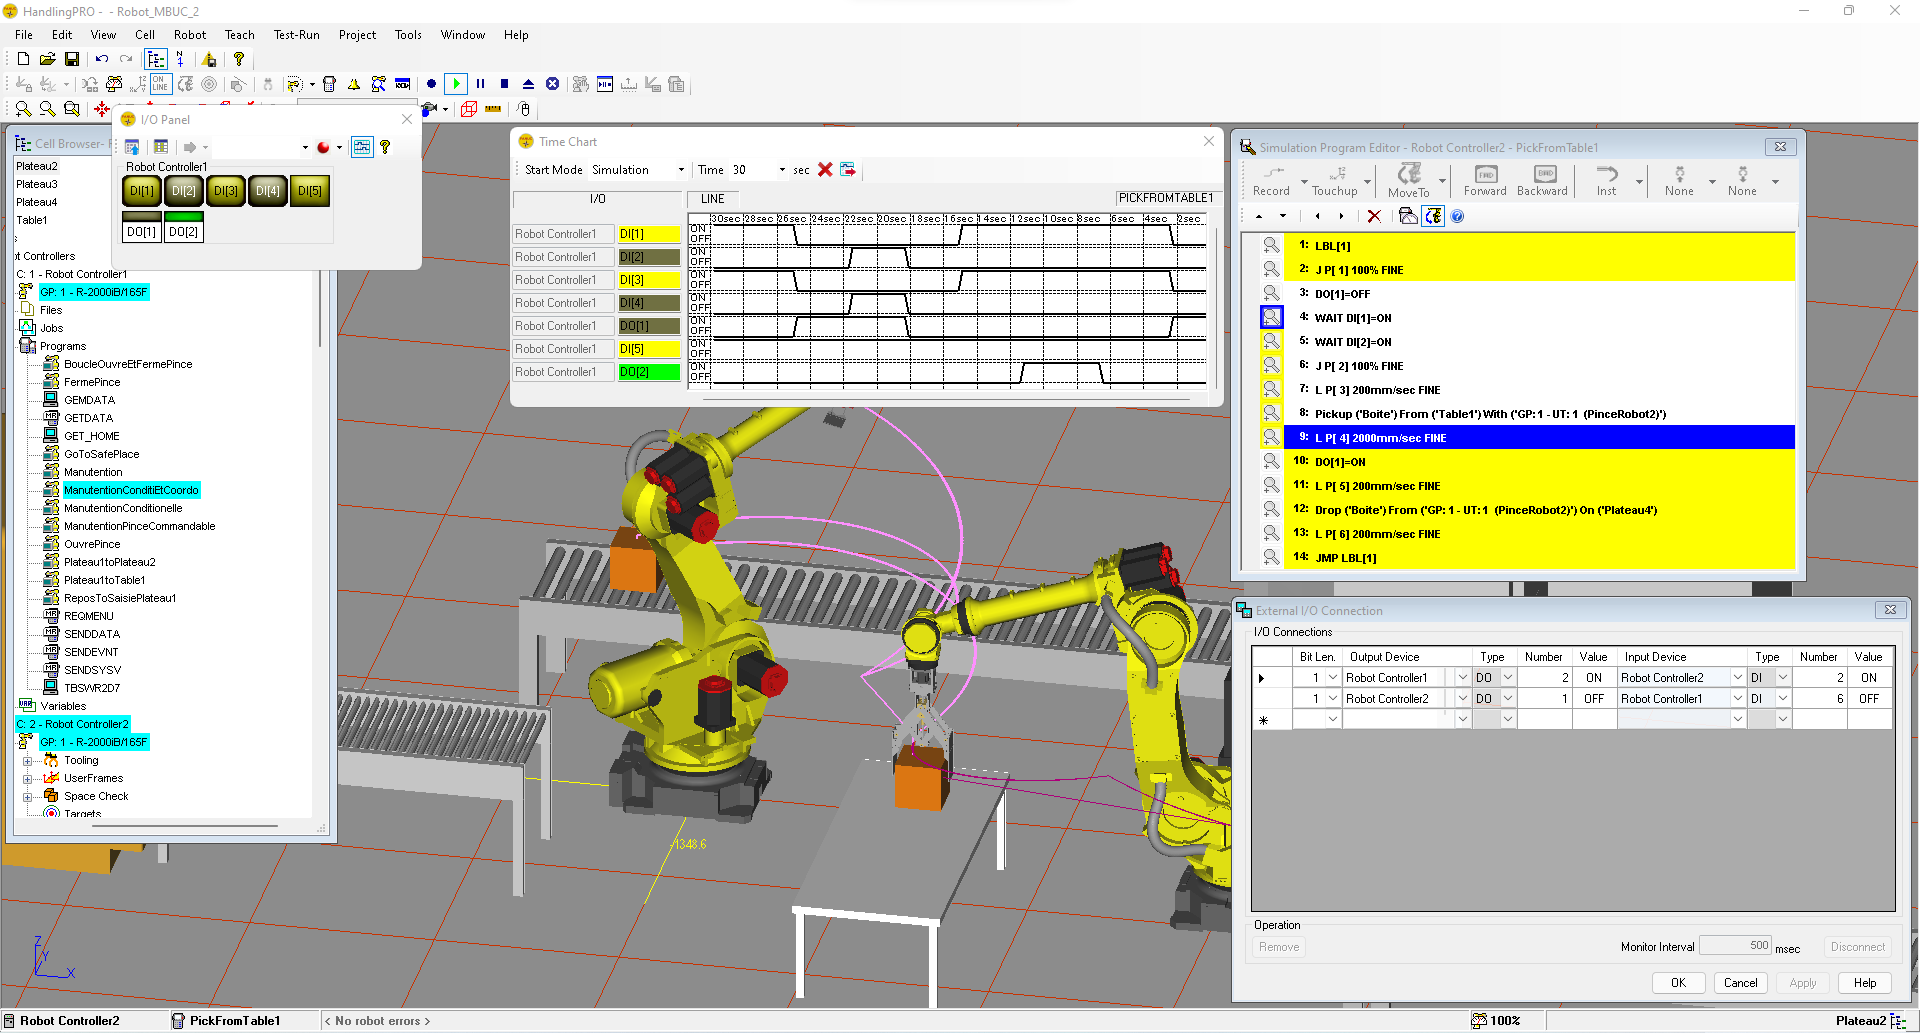 HandlingPRO - - Robot_MBUC_2
File Edit View Cell Robot Teach Test-Run Project Tools Window Help
ON LINE
I/O Panel
Robot Controller1
DI[1] DI[2] DI[3] DI[4] DI[5]
DO[1] DO[2]
Cell Browser-
Plateau2
Plateau3
Plateau4
Table1
s
ot Controllers
C: 1 - Robot Controller1
GP: 1 - R-2000iB/165F
Files
Jobs
Programs
BoucleOuvreEtFermePince
FermePince
GEMDATA
GETDATA
GET_HOME
GoToSafePlace
Manutention
ManutentionConditiEtCoordo
ManutentionConditionelle
ManutentionPinceCommandable
OuvrePince
Plateau1toPlateau2
Plateau1toTable1
ReposToSaisiePlateau1
REQMENU
SENDDATA
SENDEVNT
SENDSYSV
TBSWR2D7
Variables
C: 2 - Robot Controller2
GP: 1 - R-2000iB/165F
Tooling
UserFrames
Space Check
Targets
Time Chart
Start Mode Simulation Time 30 sec
I/O LINE PICKFROMTABLE1
30sec 28sec 26sec 24sec 22sec 20sec 18sec 16sec 14sec 12sec 10sec 8sec 6sec 4sec 2sec
Robot Controller1 DI[1] ON OFF
Robot Controller1 DI[2] ON OFF
Robot Controller1 DI[3] ON OFF
Robot Controller1 DI[4] ON OFF
Robot Controller1 DO[1] ON OFF
Robot Controller1 DI[5] ON OFF
Robot Controller1 DO[2] ON OFF
Simulation Program Editor - Robot Controller2 - PickFromTable1
Record Touchup MoveTo Forward Backward Inst None None
1: LBL[1]
2: J P[ 1] 100% FINE
3: DO[1]=OFF
4: WAIT DI[1]=ON
5: WAIT DI[2]=ON
6: J P[ 2] 100% FINE
7: L P[ 3] 200mm/sec FINE
8: Pickup ('Boite') From ('Table1') With ('GP: 1 - UT: 1 (PinceRobot2)')
9: L P[ 4] 2000mm/sec FINE
10: DO[1]=ON
11: L P[ 5] 200mm/sec FINE
12: Drop ('Boite') From ('GP: 1 - UT: 1 (PinceRobot2)') On ('Plateau4')
13: L P[ 6] 200mm/sec FINE
14: JMP LBL[1]
External I/O Connection
I/O Connections
Bit Len. Output Device Type Number Value Input Device Type Number Value
1 Robot Controller1 DO 2 ON Robot Controller2 DI 2 ON
1 Robot Controller2 DO 1 OFF Robot Controller1 DI 6 OFF
Operation
Remove Monitor Interval 500 msec Disconnect
OK Cancel Apply Help
-1348.6
Z
Y
X
Robot Controller2 PickFromTable1 < No robot errors > 100% Plateau2